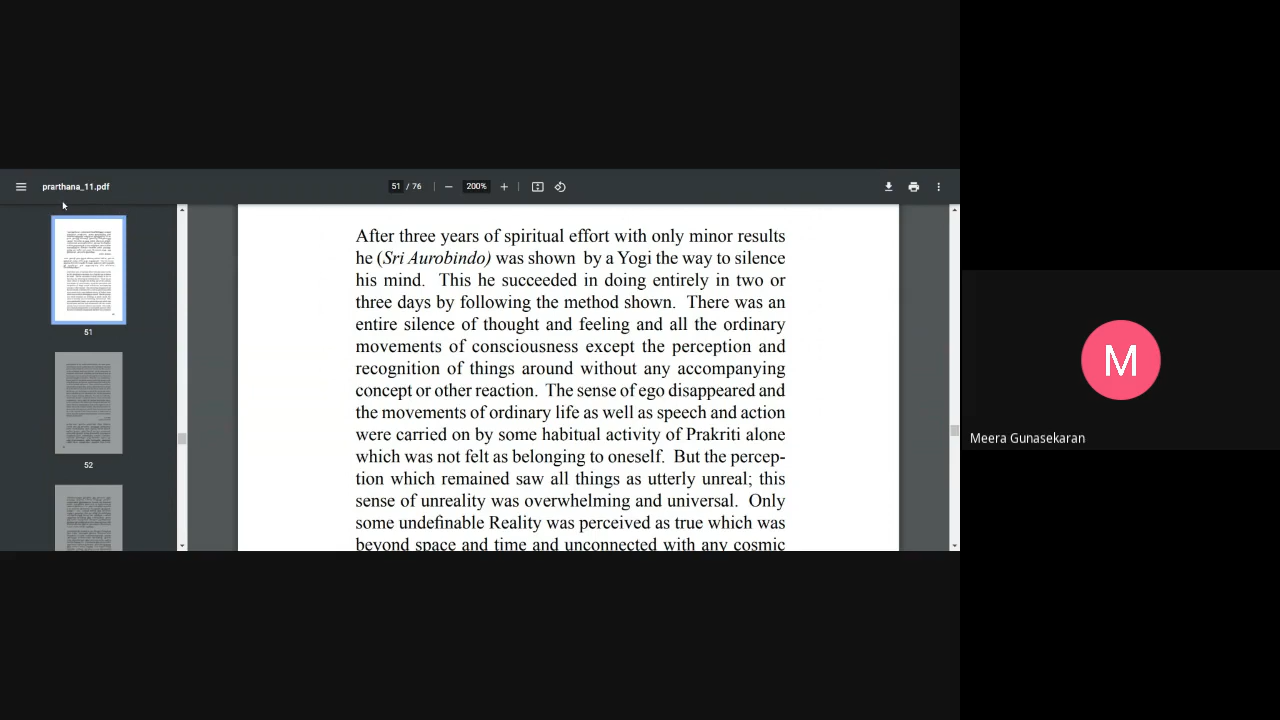 prarthana_11.pdf
51 / 76
200%
After three years of spiritual effort with only minor results
he (Sri Aurobindo) was shown by a Yogi the way to silence
his mind. This he succeeded in doing entirely in two or
three days by following the method shown. There was an
entire silence of thought and feeling and all the ordinary
movements of consciousness except the perception and
recognition of things around without any accompanying
concept or other reaction. The sense of ego disappeared and
the movements of ordinary life as well as speech and action
were carried on by some habitual activity of Prakriti alone
which was not felt as belonging to oneself. But the percep-
tion which remained saw all things as utterly unreal; this
sense of unreality was overwhelming and universal. Only
some undefinable Reality was perceived as true which was
beyond space and time and unconnected with any cosmic
51
52
M
Meera Gunasekaran